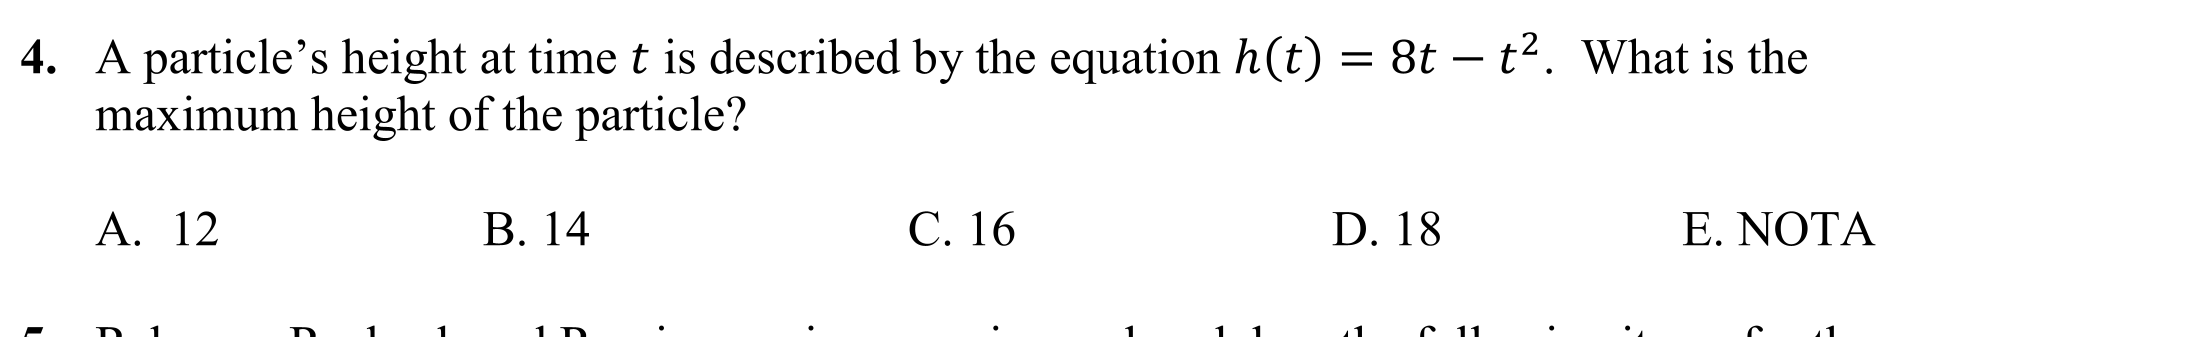 4. A particle’s height at time t is described by the equation h(t) = 8t − t². What is the
maximum height of the particle?
A. 12 B. 14 C. 16 D. 18 E. NOTA